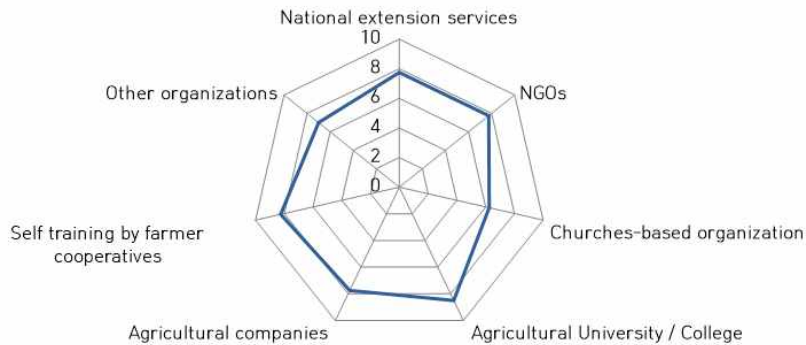 National extension services
10
8
6
4
2
0
Other organizations
NGOs
Self training by farmer
cooperatives
Churches-based organization
Agricultural companies
Agricultural University / College